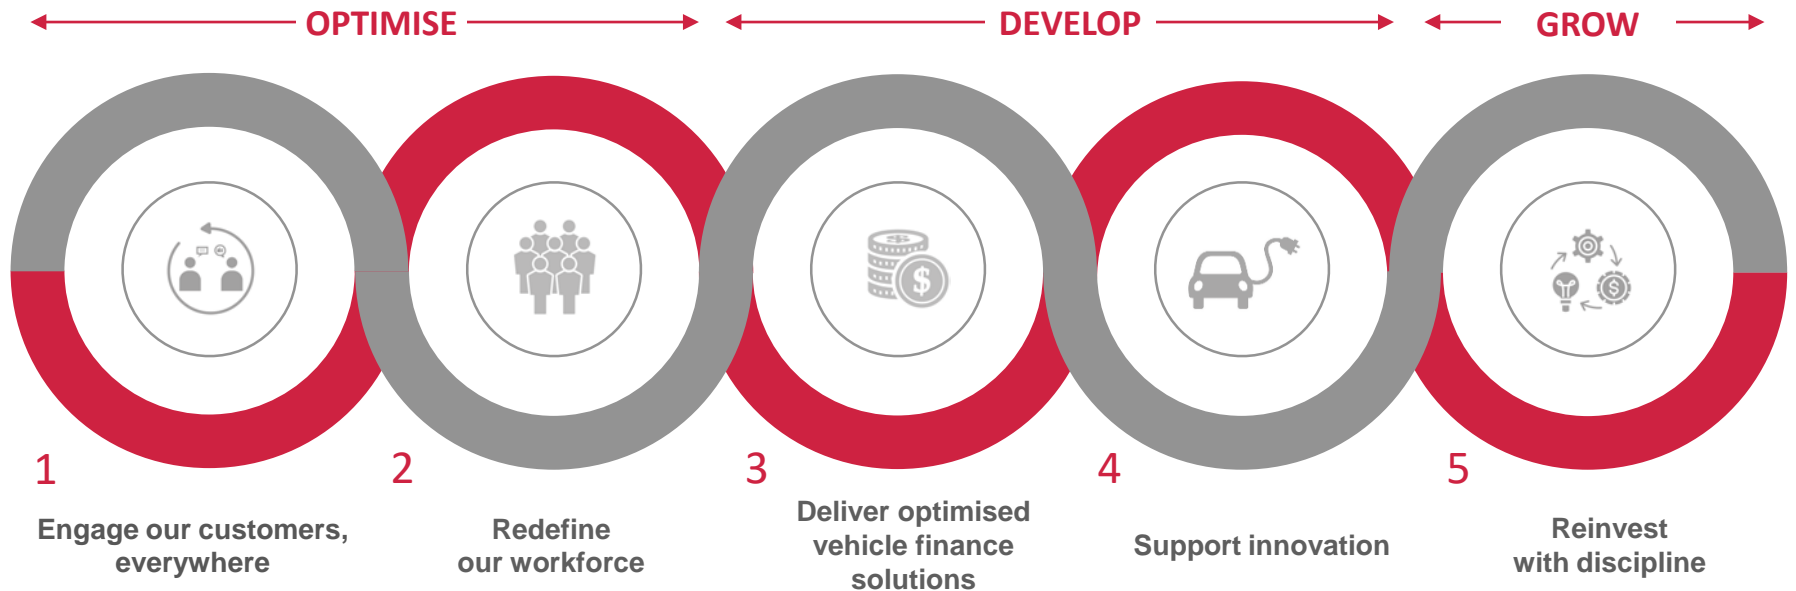 OPTIMISE
DEVELOP
GROW
1
Engage our customers,
everywhere
2
Redefine
our workforce
3
Deliver optimised
vehicle finance
solutions
4
Support innovation
5
Reinvest
with discipline
$
$
$